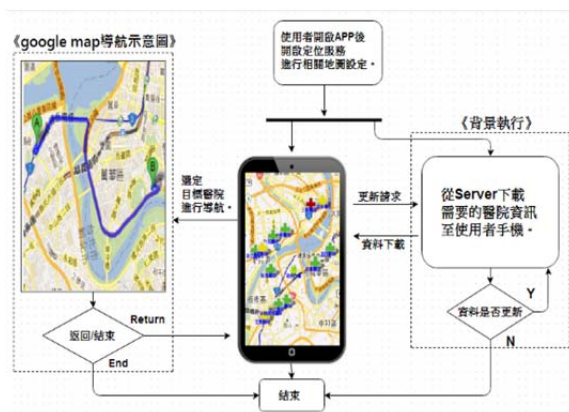 《google map導航示意圖》
使用者開啟APP後
開啟定位服務
進行相關地圖設定。
《背景執行》
A
B
萬華區
選定
目標醫院
進行導航。
更新請求
資料下載
從Server下載
需要的醫院資訊
至使用者手機。
資料是否更新
Y
N
返回/結束
Return
End
結束